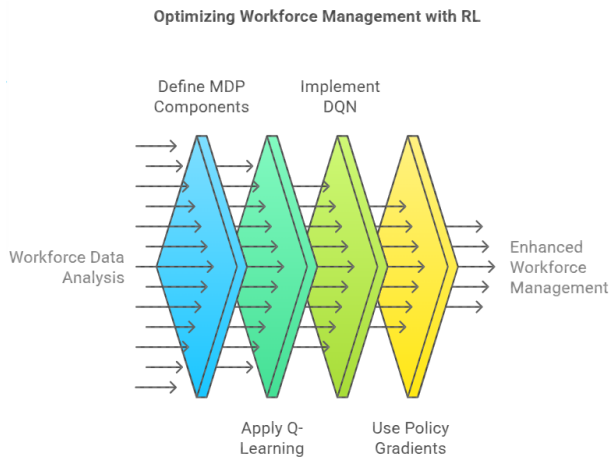 Optimizing Workforce Management with RL
Define MDP
Components
Implement
DQN
Workforce Data
Analysis
Enhanced
Workforce
Management
Apply Q-
Learning
Use Policy
Gradients